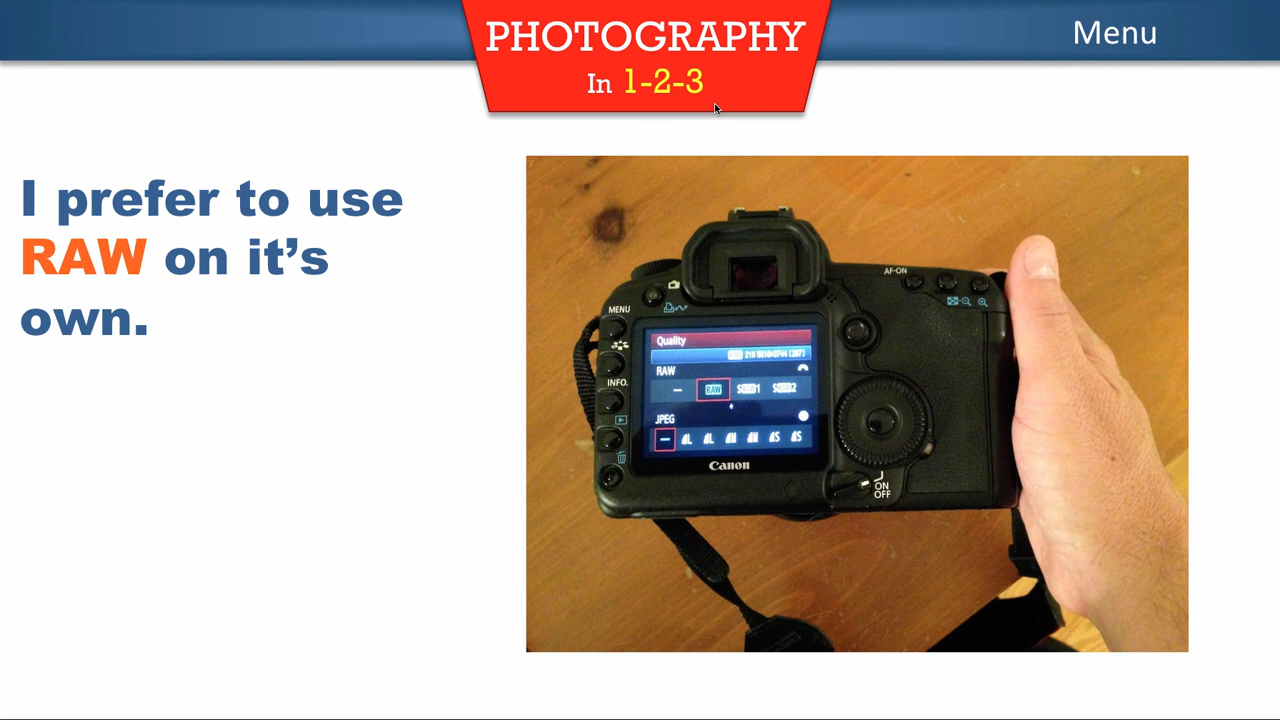 PHOTOGRAPHY
In 1-2-3
Menu
I prefer to use
RAW on it's
own.
AF-ON
MENU
INFO.
Quality
RAW
RAW
JPEG
Canon
ON
OFF